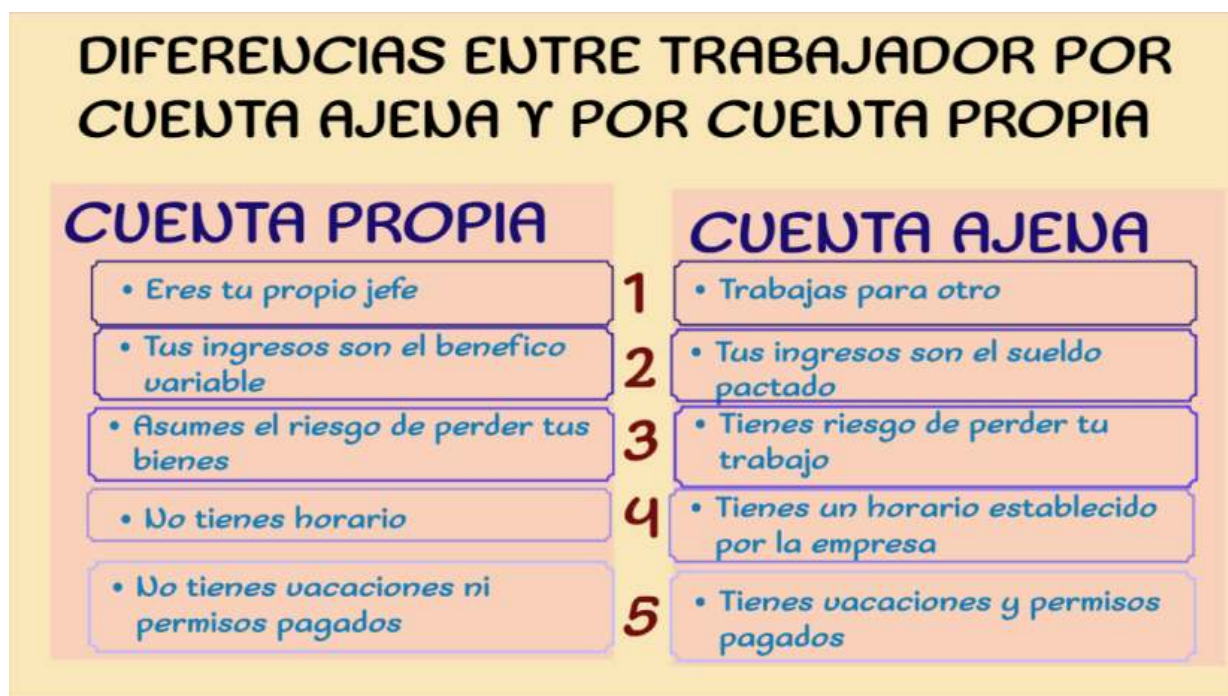 DIFERENCIAS ENTRE TRABAJADOR POR
CUENTA AJENA Y POR CUENTA PROPIA
CUENTA PROPIA
• Eres tu propio jefe
• Tus ingresos son el benefico
variable
• Asumes el riesgo de perder tus
bienes
• No tienes horario
• No tienes vacaciones ni
permisos pagados
1
2
3
4
5
CUENTA AJENA
• Trabajas para otro
• Tus ingresos son el sueldo
pactado
• Tienes riesgo de perder tu
trabajo
• Tienes un horario establecido
por la empresa
• Tienes vacaciones y permisos
pagados